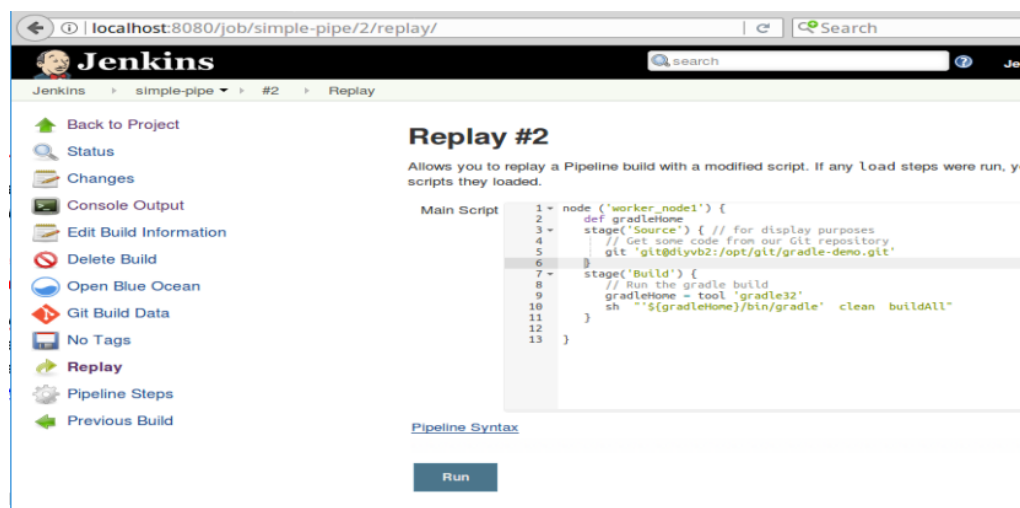 localhost:8080/job/simple-pipe/2/replay/
Search
Jenkins
search
Je
Jenkins simple-pipe #2 Replay
Back to Project
Status
Changes
Console Output
Edit Build Information
Delete Build
Open Blue Ocean
Git Build Data
No Tags
Replay
Pipeline Steps
Previous Build
Replay #2
Allows you to replay a Pipeline build with a modified script. If any load steps were run, y
scripts they loaded.
Main Script
1 node ('worker_node1') {
2 def gradleHome
3 stage('Source') { // for display purposes
4 // Get some code from our Git repository
5 git 'git@diyvb2:/opt/git/gradle-demo.git'
6 }
7 stage('Build') {
8 // Run the gradle build
9 gradleHome = tool 'gradle32'
10 sh "'${gradleHome}/bin/gradle' clean buildAll"
11 }
12
13 }
Pipeline Syntax
Run